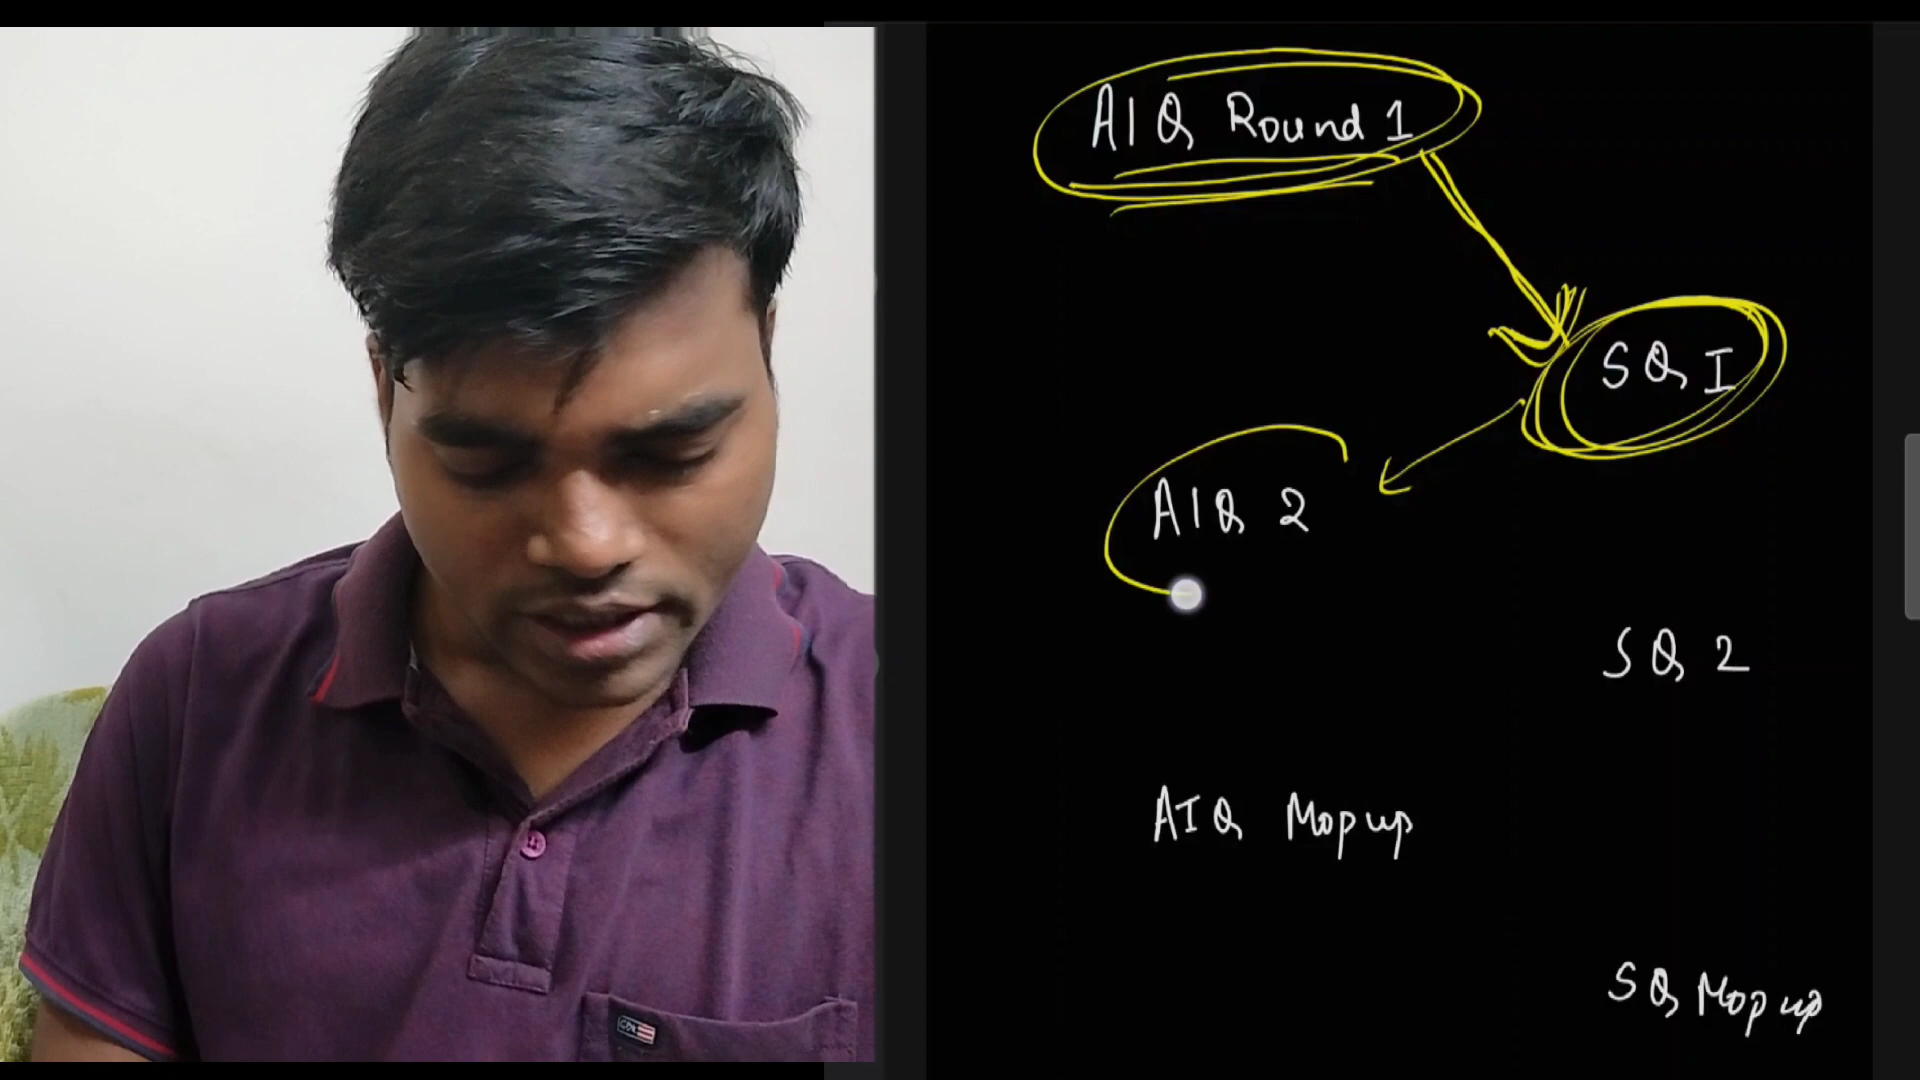 AIQ Round 1
SQ I
AIQ 2
SQ 2
AIQ Mopup
SQ Mopup